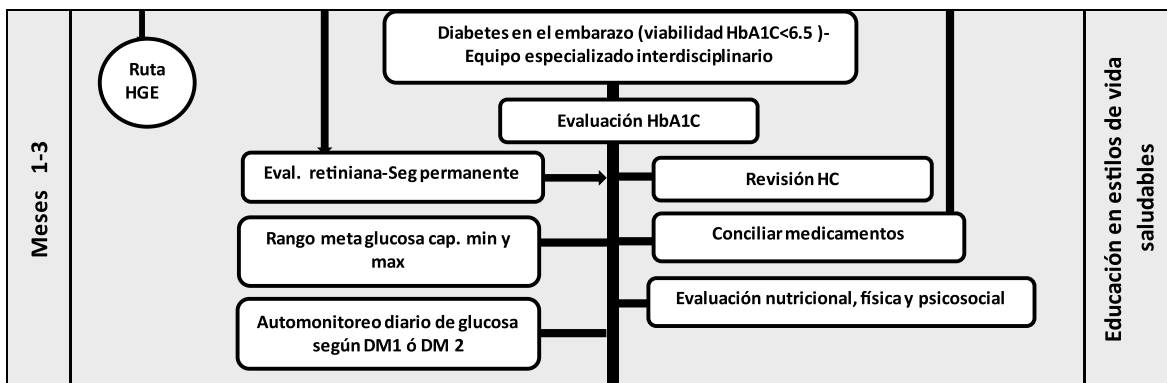 Meses 1-3
Ruta
HGE
Diabetes en el embarazo (viabilidad HbA1C<6.5 )-
Equipo especializado interdisciplinario
Evaluación HbA1C
Eval. retiniana-Seg permanente
Revisión HC
Rango meta glucosa cap. min y
max
Conciliar medicamentos
Evaluación nutricional, física y psicosocial
Automonitoreo diario de glucosa
según DM1 ó DM 2
Educación en estilos de vida
saludables